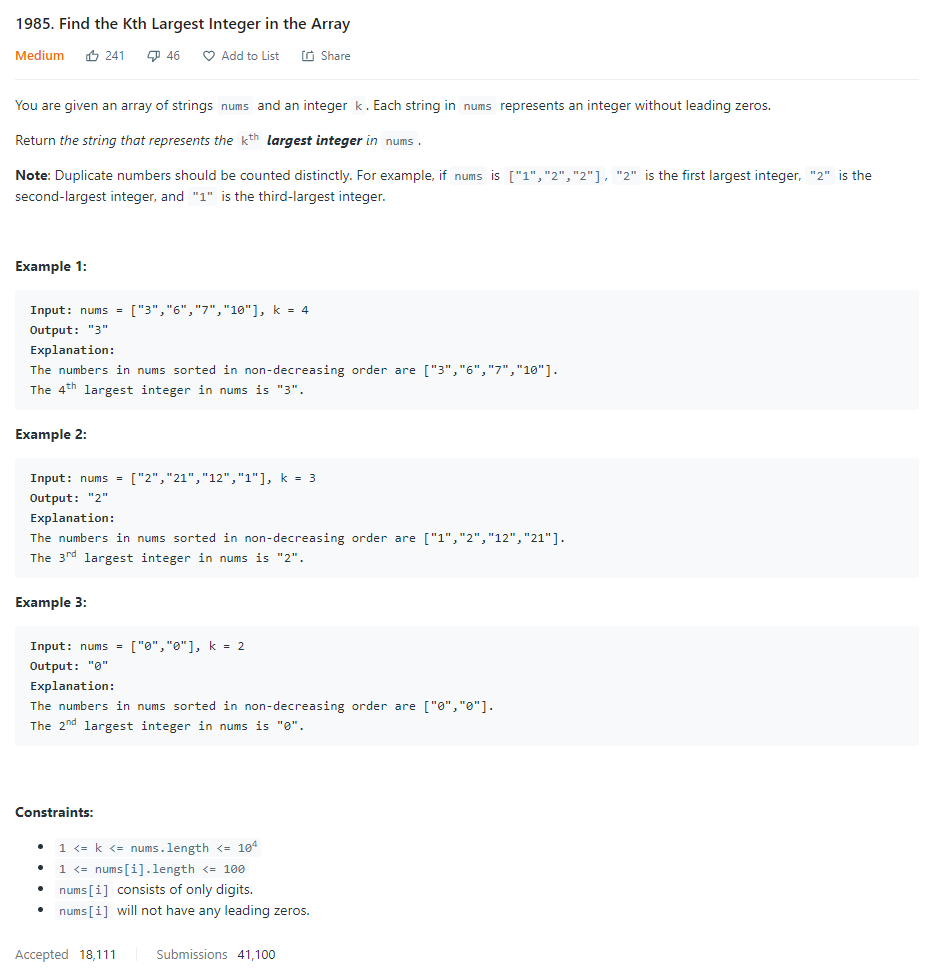 1985. Find the Kth Largest Integer in the Array
Medium 241 46 Add to List Share
You are given an array of strings nums and an integer k. Each string in nums represents an integer without leading zeros.
Return the string that represents the kth largest integer in nums.
Note: Duplicate numbers should be counted distinctly. For example, if nums is ["1","2","2"], "2" is the first largest integer, "2" is the
second-largest integer, and "1" is the third-largest integer.
Example 1:
Input: nums = ["3","6","7","10"], k = 4
Output: "3"
Explanation:
The numbers in nums sorted in non-decreasing order are ["3","6","7","10"].
The 4th largest integer in nums is "3".
Example 2:
Input: nums = ["2","21","12","1"], k = 3
Output: "2"
Explanation:
The numbers in nums sorted in non-decreasing order are ["1","2","12","21"].
The 3rd largest integer in nums is "2".
Example 3:
Input: nums = ["0","0"], k = 2
Output: "0"
Explanation:
The numbers in nums sorted in non-decreasing order are ["0","0"].
The 2nd largest integer in nums is "0".
Constraints:
• 1 <= k <= nums.length <= 10⁴
• 1 <= nums[i].length <= 100
• nums[i] consists of only digits.
• nums[i] will not have any leading zeros.
Accepted 18,111 Submissions 41,100